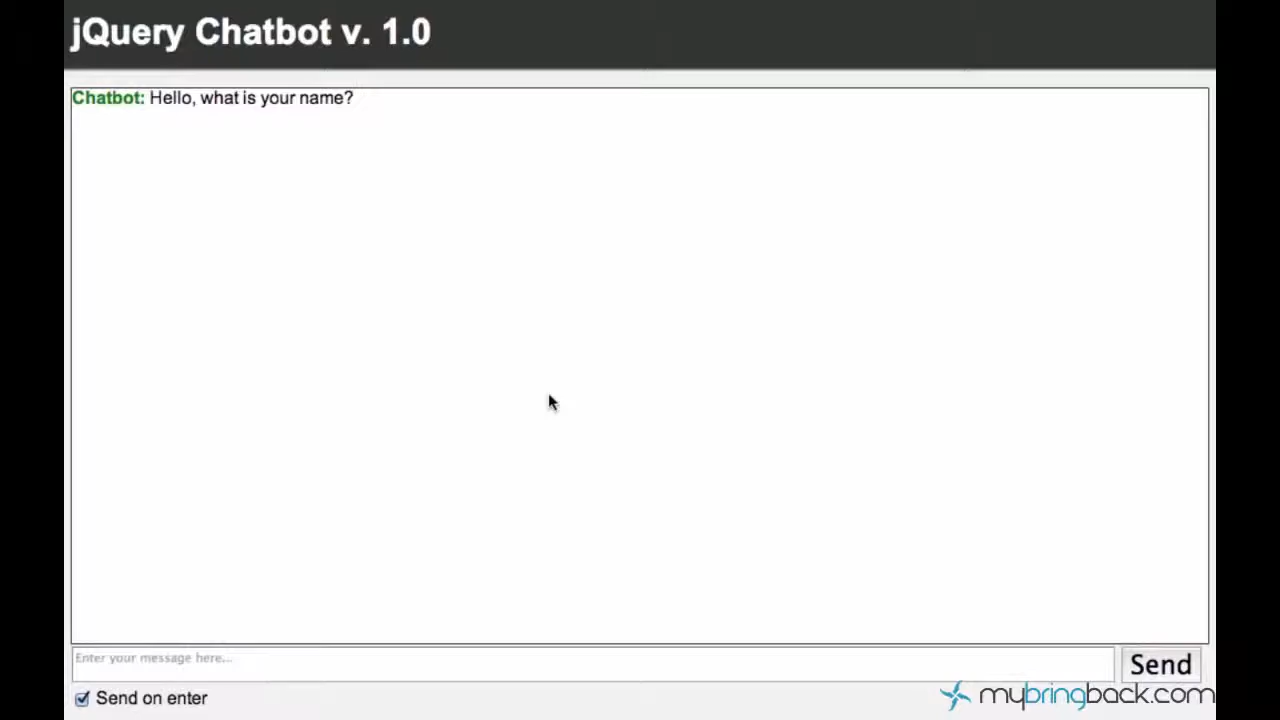 jQuery Chatbot v. 1.0
Chatbot: Hello, what is your name?
Enter your message here...
Send
Send on enter
mybringback.com